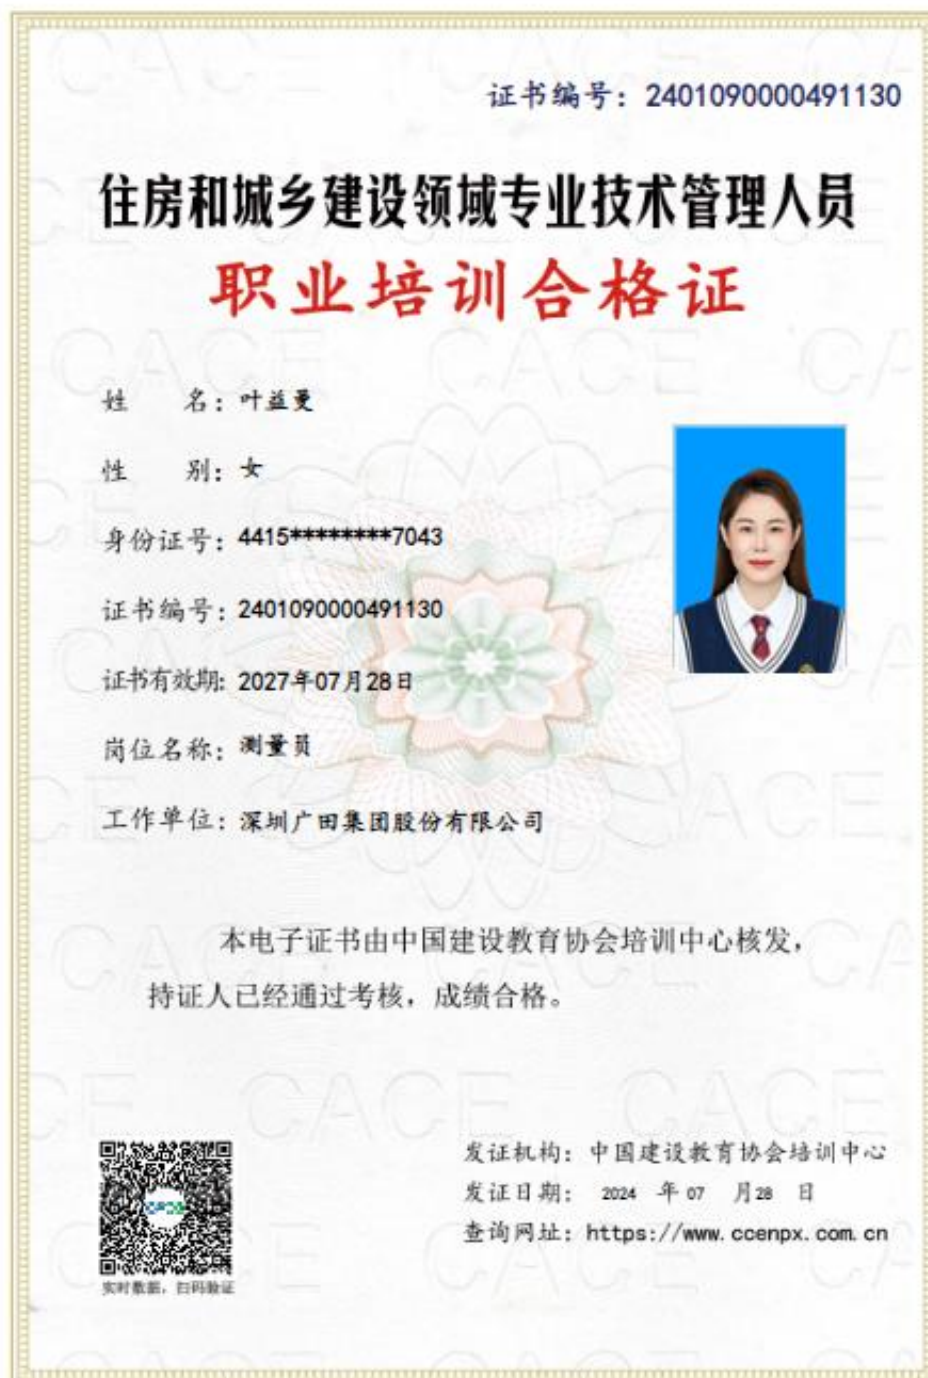 证书编号：2401090000491130
住房和城乡建设领域专业技术管理人员
职业培训合格证
姓 名：叶益曼
性 别：女
身份证号：4415********7043
证书编号：2401090000491130
证书有效期：2027年07月28日
岗位名称：测量员
工作单位：深圳广田集团股份有限公司
本电子证书由中国建设教育协会培训中心核发，
持证人已经通过考核，成绩合格。
发证机构：中国建设教育协会培训中心
发证日期： 2024 年 07 月28 日
查询网址：https://www.ccenpx.com.cn
实时数据，扫码验证
CACE